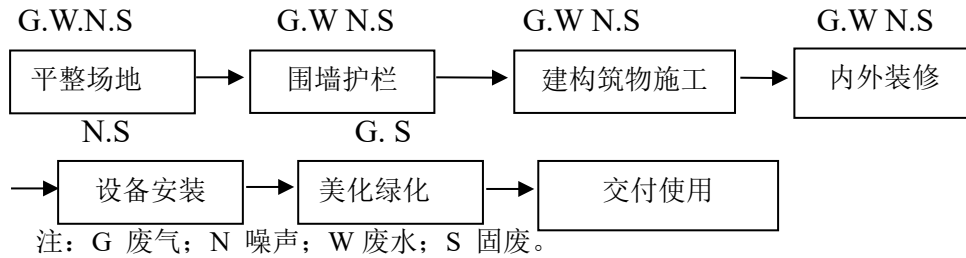 G.W.N.S G.W N.S G.W N.S G.W N.S
平整场地 围墙护栏 建构筑物施工 内外装修
N.S G. S
设备安装 美化绿化 交付使用
注：G 废气；N 噪声；W 废水；S 固废。